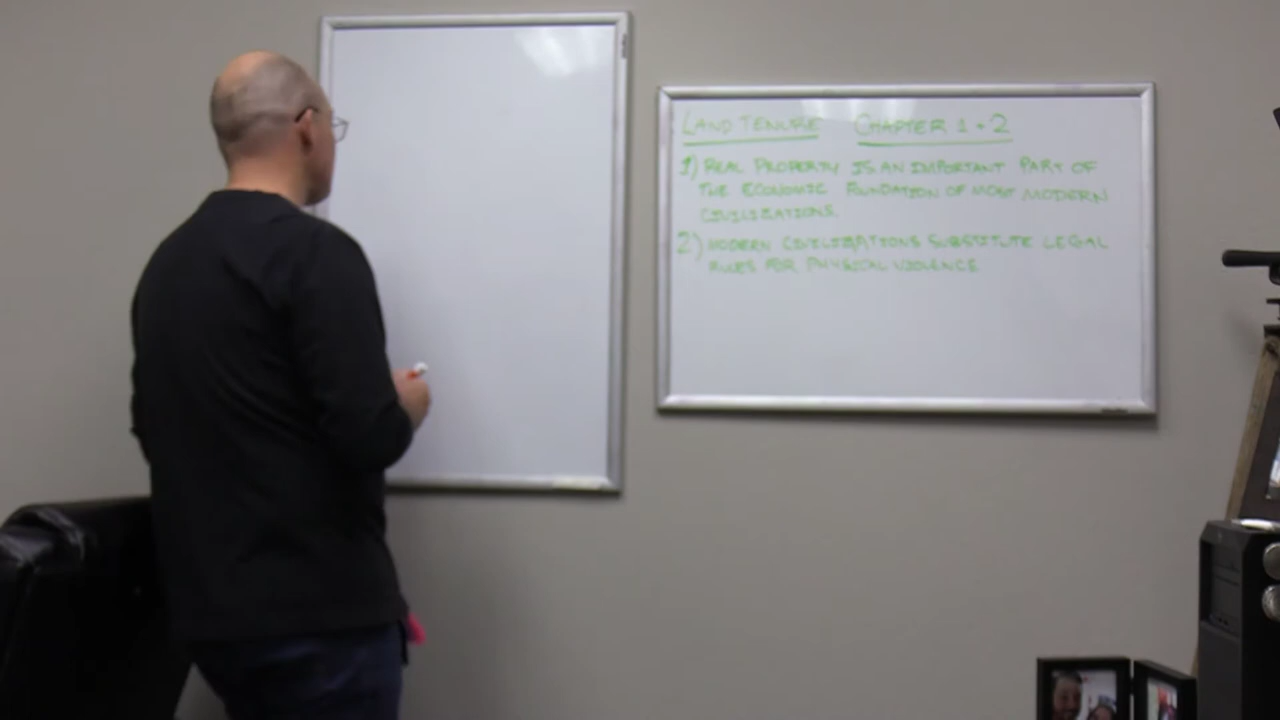 LAND TENURE CHAPTER 1 + 2
1) REAL PROPERTY IS AN IMPORTANT PART OF
THE ECONOMIC FOUNDATION OF MOST MODERN
CIVILIZATIONS.
2) MODERN CIVILIZATIONS SUBSTITUTE LEGAL
RULES FOR PHYSICAL VIOLENCE